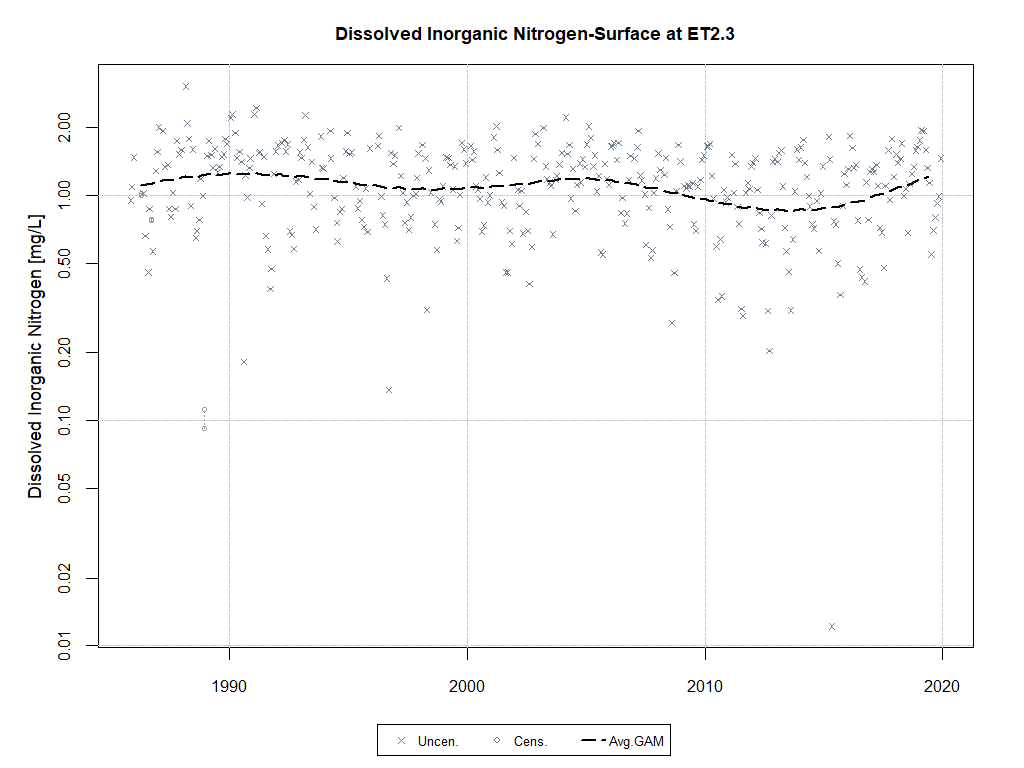 Dissolved Inorganic Nitrogen-Surface at ET2.3
Dissolved Inorganic Nitrogen [mg/L]
2.00
1.00
0.50
0.20
0.10
0.05
0.02
0.01
1990 2000 2010 2020
Uncen. Cens. Avg.GAM